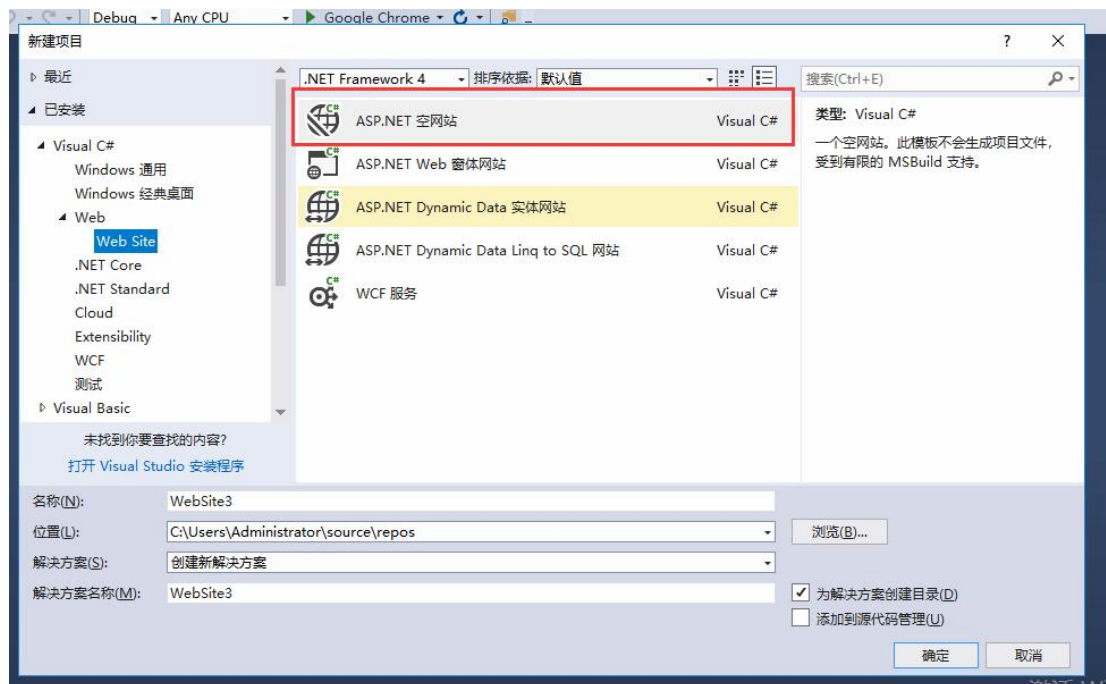 Debug Any CPU Google Chrome
新建项目 ?
最近
已安装
Visual C#
Windows 通用
Windows 经典桌面
Web
Web Site
.NET Core
.NET Standard
Cloud
Extensibility
WCF
测试
Visual Basic
未找到你要查找的内容?
打开 Visual Studio 安装程序
.NET Framework 4 排序依据: 默认值
ASP.NET 空网站 Visual C#
ASP.NET Web 窗体网站 Visual C#
ASP.NET Dynamic Data 实体网站 Visual C#
ASP.NET Dynamic Data Linq to SQL 网站 Visual C#
WCF 服务 Visual C#
搜索(Ctrl+E)
类型: Visual C#
一个空网站。此模板不会生成项目文件,
受到有限的 MSBuild 支持。
名称(N): WebSite3
位置(L): C:\Users\Administrator\source\repos 浏览(B)...
解决方案(S): 创建新解决方案
解决方案名称(M): WebSite3
为解决方案创建目录(D)
添加到源代码管理(U)
确定 取消